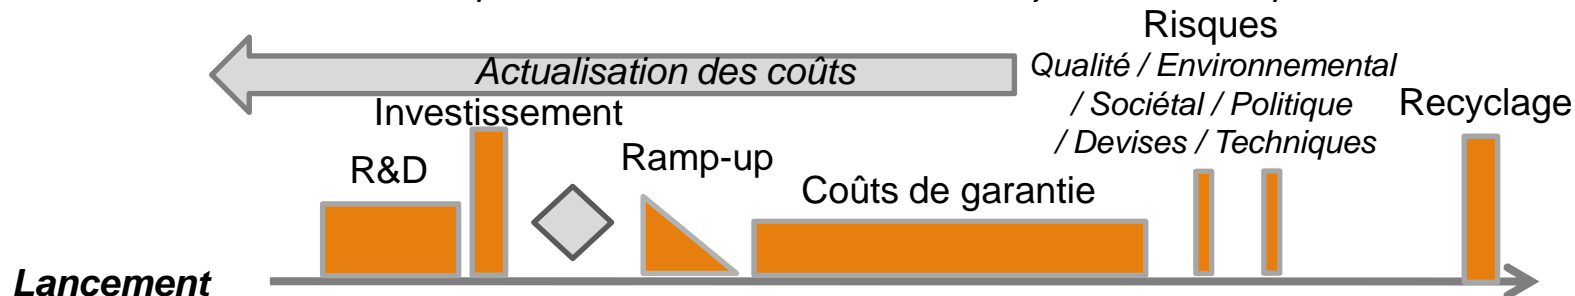 Risques
Actualisation des coûts
Qualité / Environnemental
/ Sociétal / Politique
/ Devises / Techniques
Recyclage
Investissement
R&D
Ramp-up
Coûts de garantie
Lancement